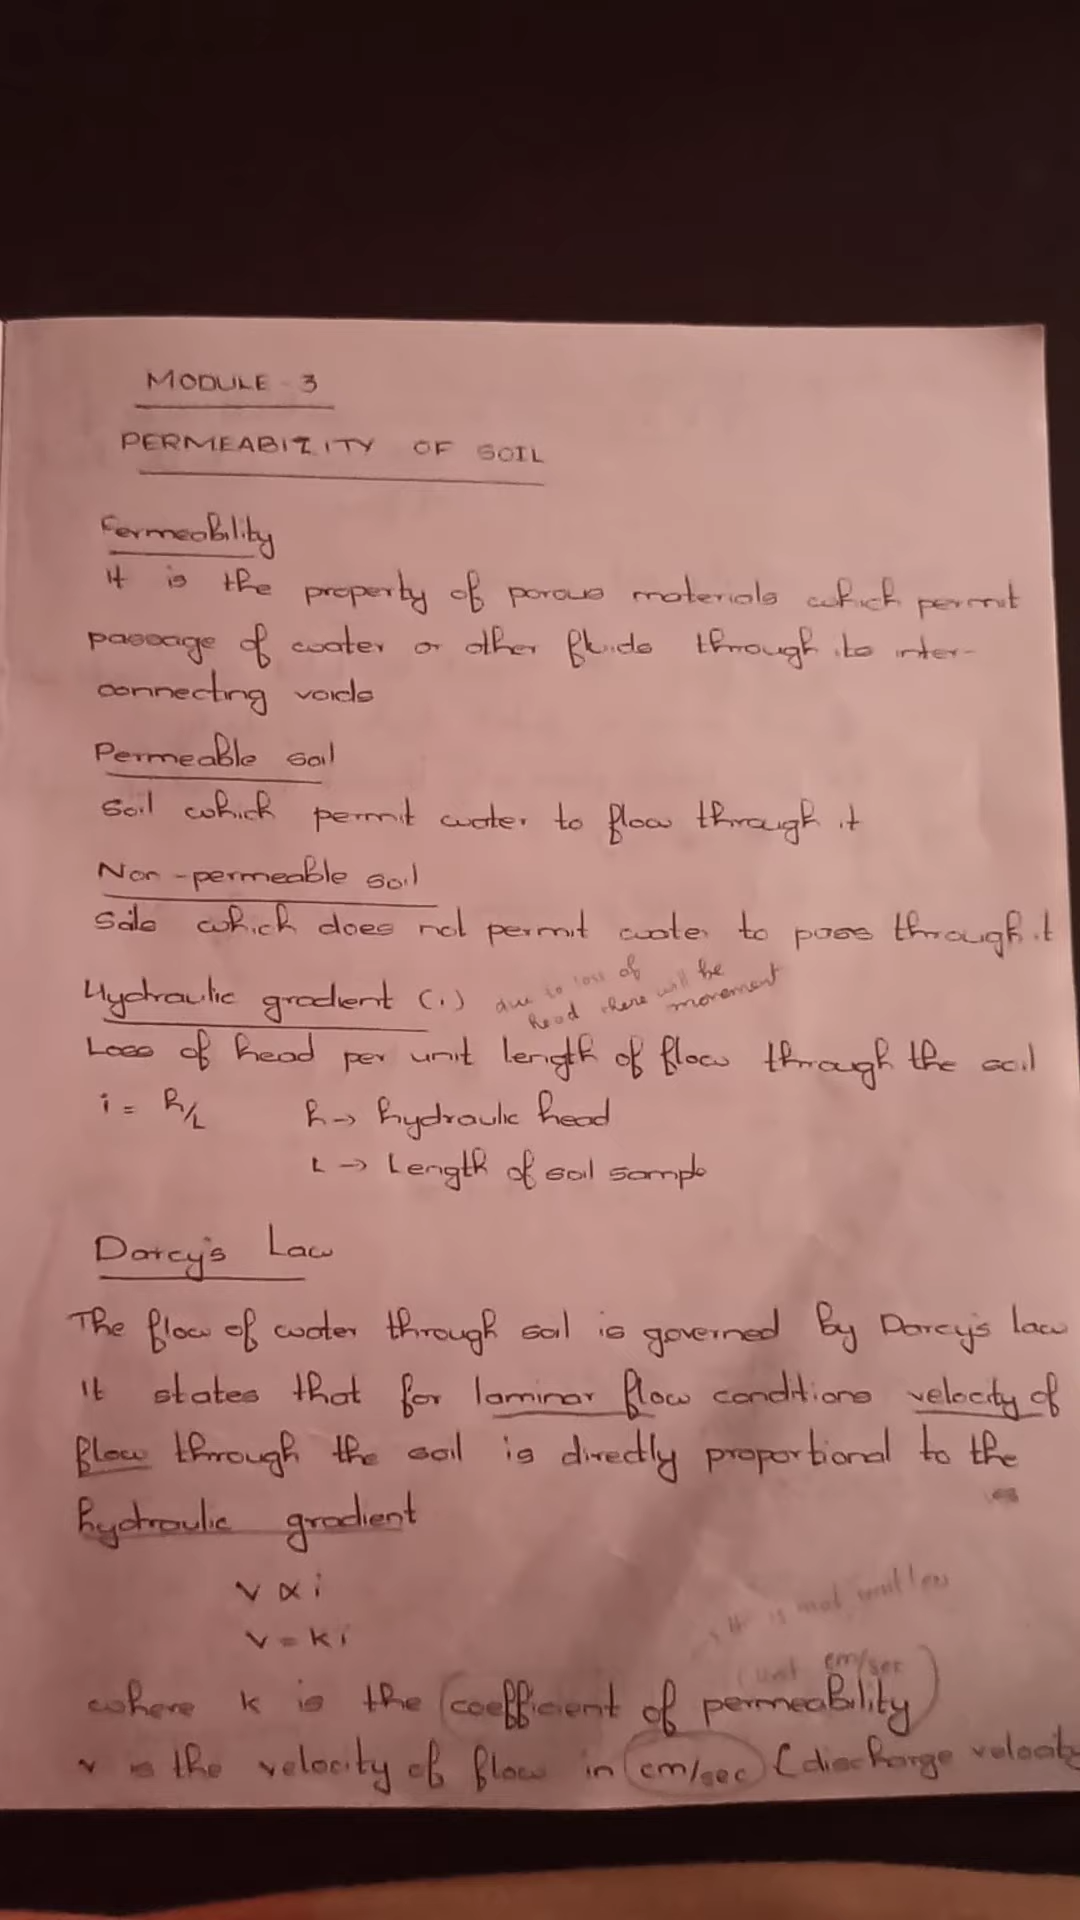 MODULE - 3
PERMEABILITY OF SOIL
Permeability
It is the property of porous materials which permit
passage of water or other fluids through its inter-
connecting voids
Permeable soil
Soil which permit water to flow through it
Non-permeable soil
Soils which does not permit water to pass through it
Hydraulic gradient (i) due to loss of head there will be movement
Loss of head per unit length of flow through the soil
i = h/L h → hydraulic head
L → Length of soil sample
Darcy's Law
The flow of water through soil is governed by Darcy's law
It states that for laminar flow conditions velocity of
flow through the soil is directly proportional to the
hydraulic gradient
v ∝ i
v = ki
→ It is not unitless
(unit cm/sec
where k is the (coefficient of permeability)
v is the velocity of flow in cm/sec (discharge velocity